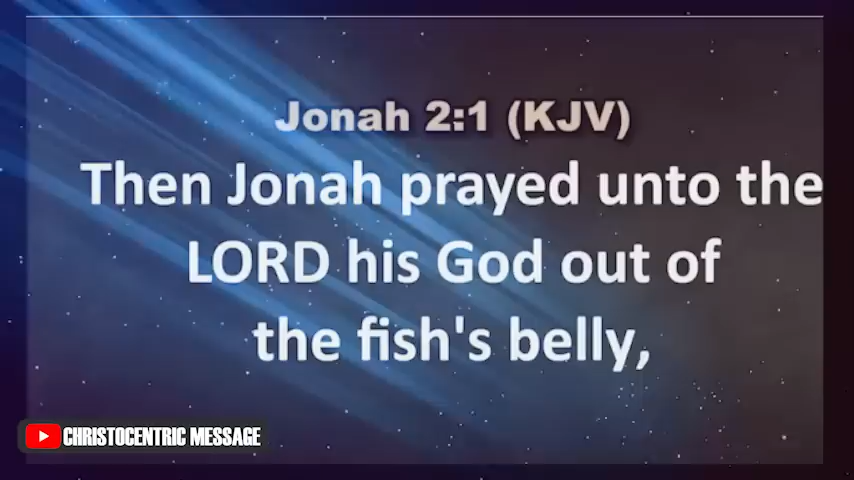 Jonah 2:1 (KJV)
Then Jonah prayed unto the
LORD his God out of
the fish's belly,
CHRISTOCENTRIC MESSAGE